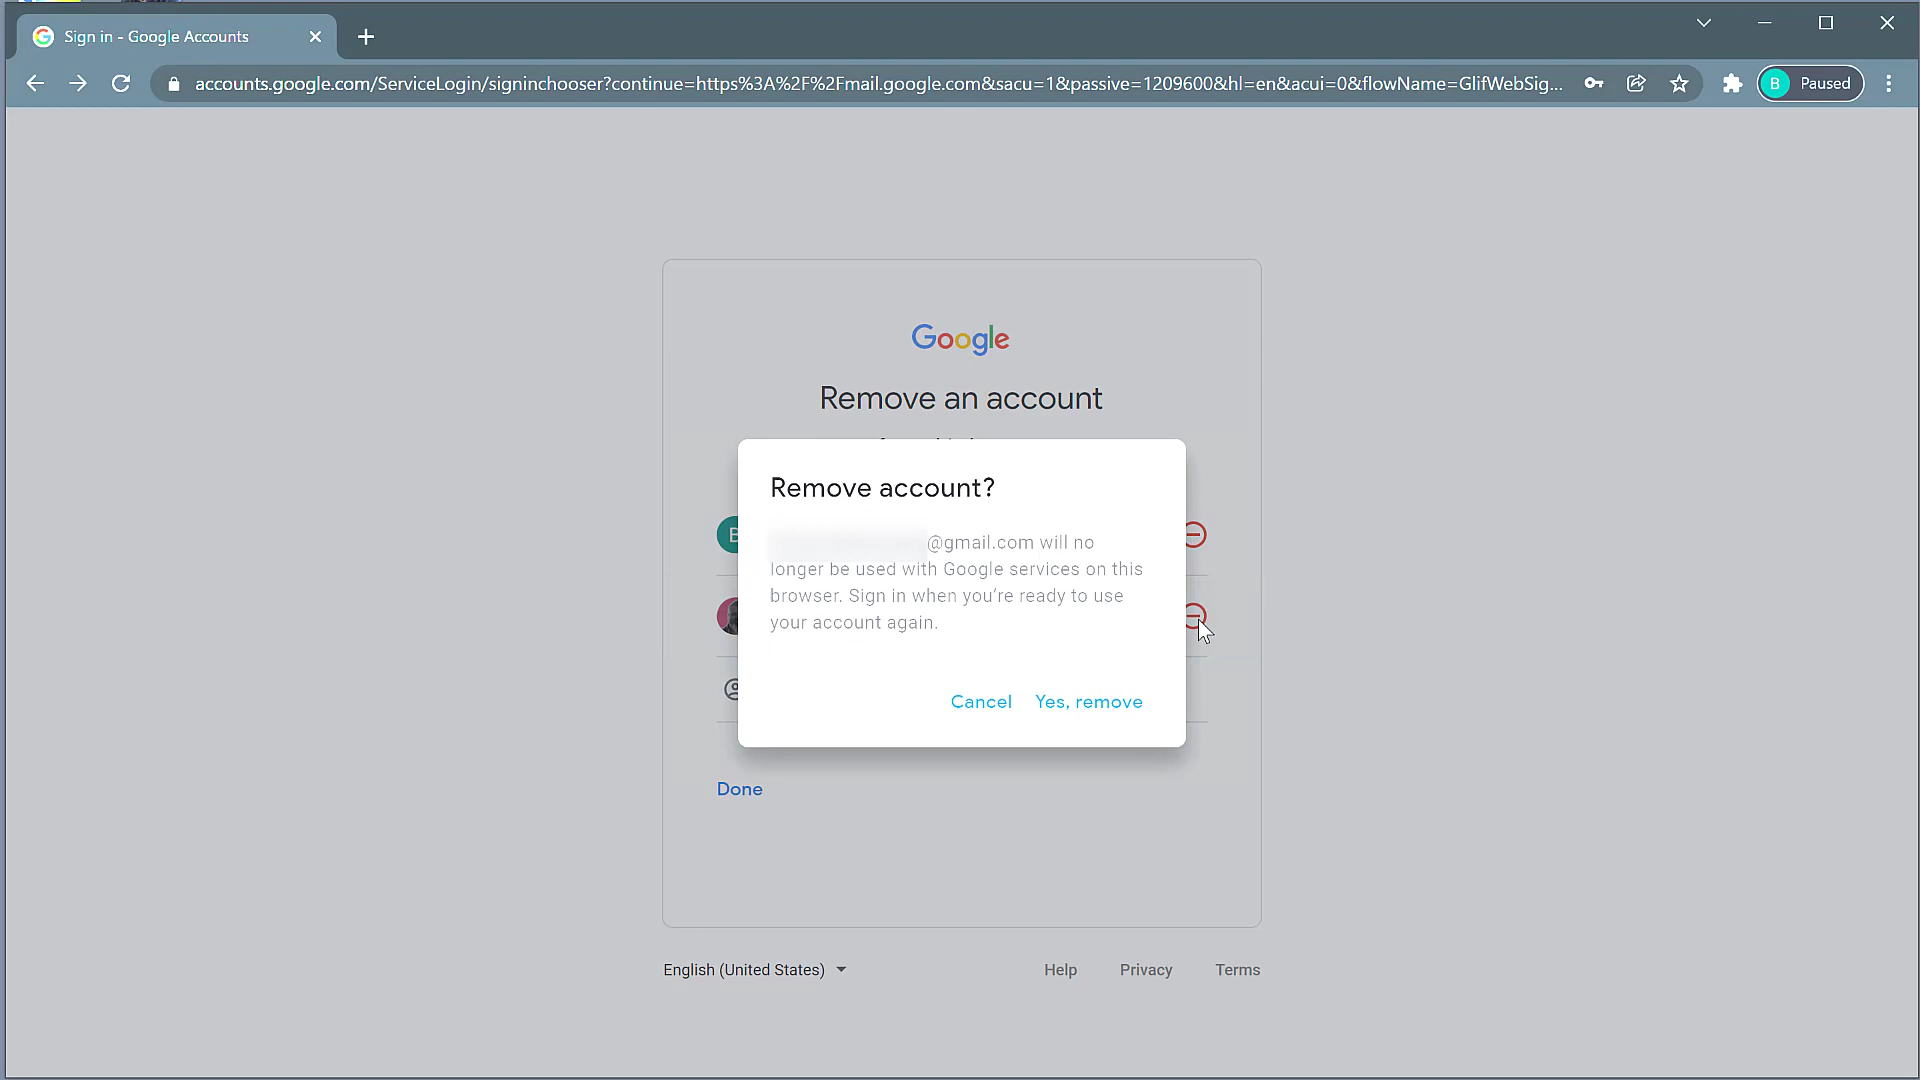 Sign in - Google Accounts
accounts.google.com/ServiceLogin/signinchooser?continue=https%3A%2F%2Fmail.google.com&sacu=1&passive=1209600&hl=en&acui=0&flowName=GlifWebSig...
B Paused
Google
Remove an account
Remove account?
@gmail.com will no
longer be used with Google services on this
browser. Sign in when you’re ready to use
your account again.
Cancel Yes, remove
Done
English (United States) Help Privacy Terms